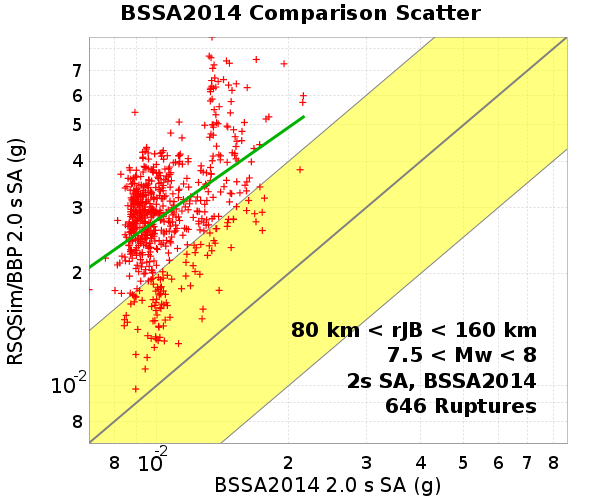 BSSA2014 Comparison Scatter
RSQSim/BBP 2.0 s SA (g)
7
6
5
4
3
2
10-2
8
80 km < rJB < 160 km
7.5 < Mw < 8
2s SA, BSSA2014
646 Ruptures
8 10-2 2 3 4 5 6 7 8
BSSA2014 2.0 s SA (g)